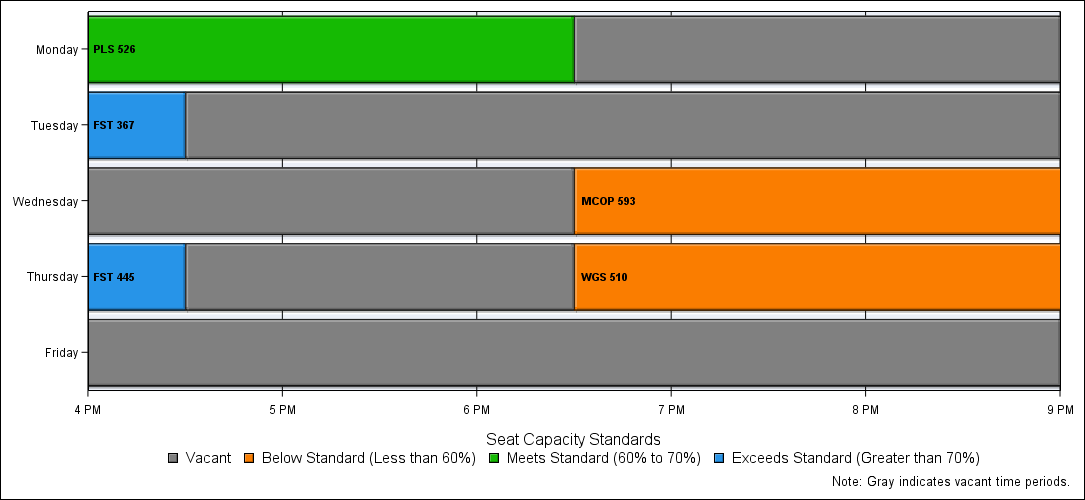 Monday
PLS 526
Tuesday
FST 367
Wednesday
MCOP 593
Thursday
FST 445
WGS 510
Friday
4 PM
5 PM
6 PM
7 PM
8 PM
9 PM
Seat Capacity Standards
Vacant
Below Standard (Less than 60%)
Meets Standard (60% to 70%)
Exceeds Standard (Greater than 70%)
Note: Gray indicates vacant time periods.